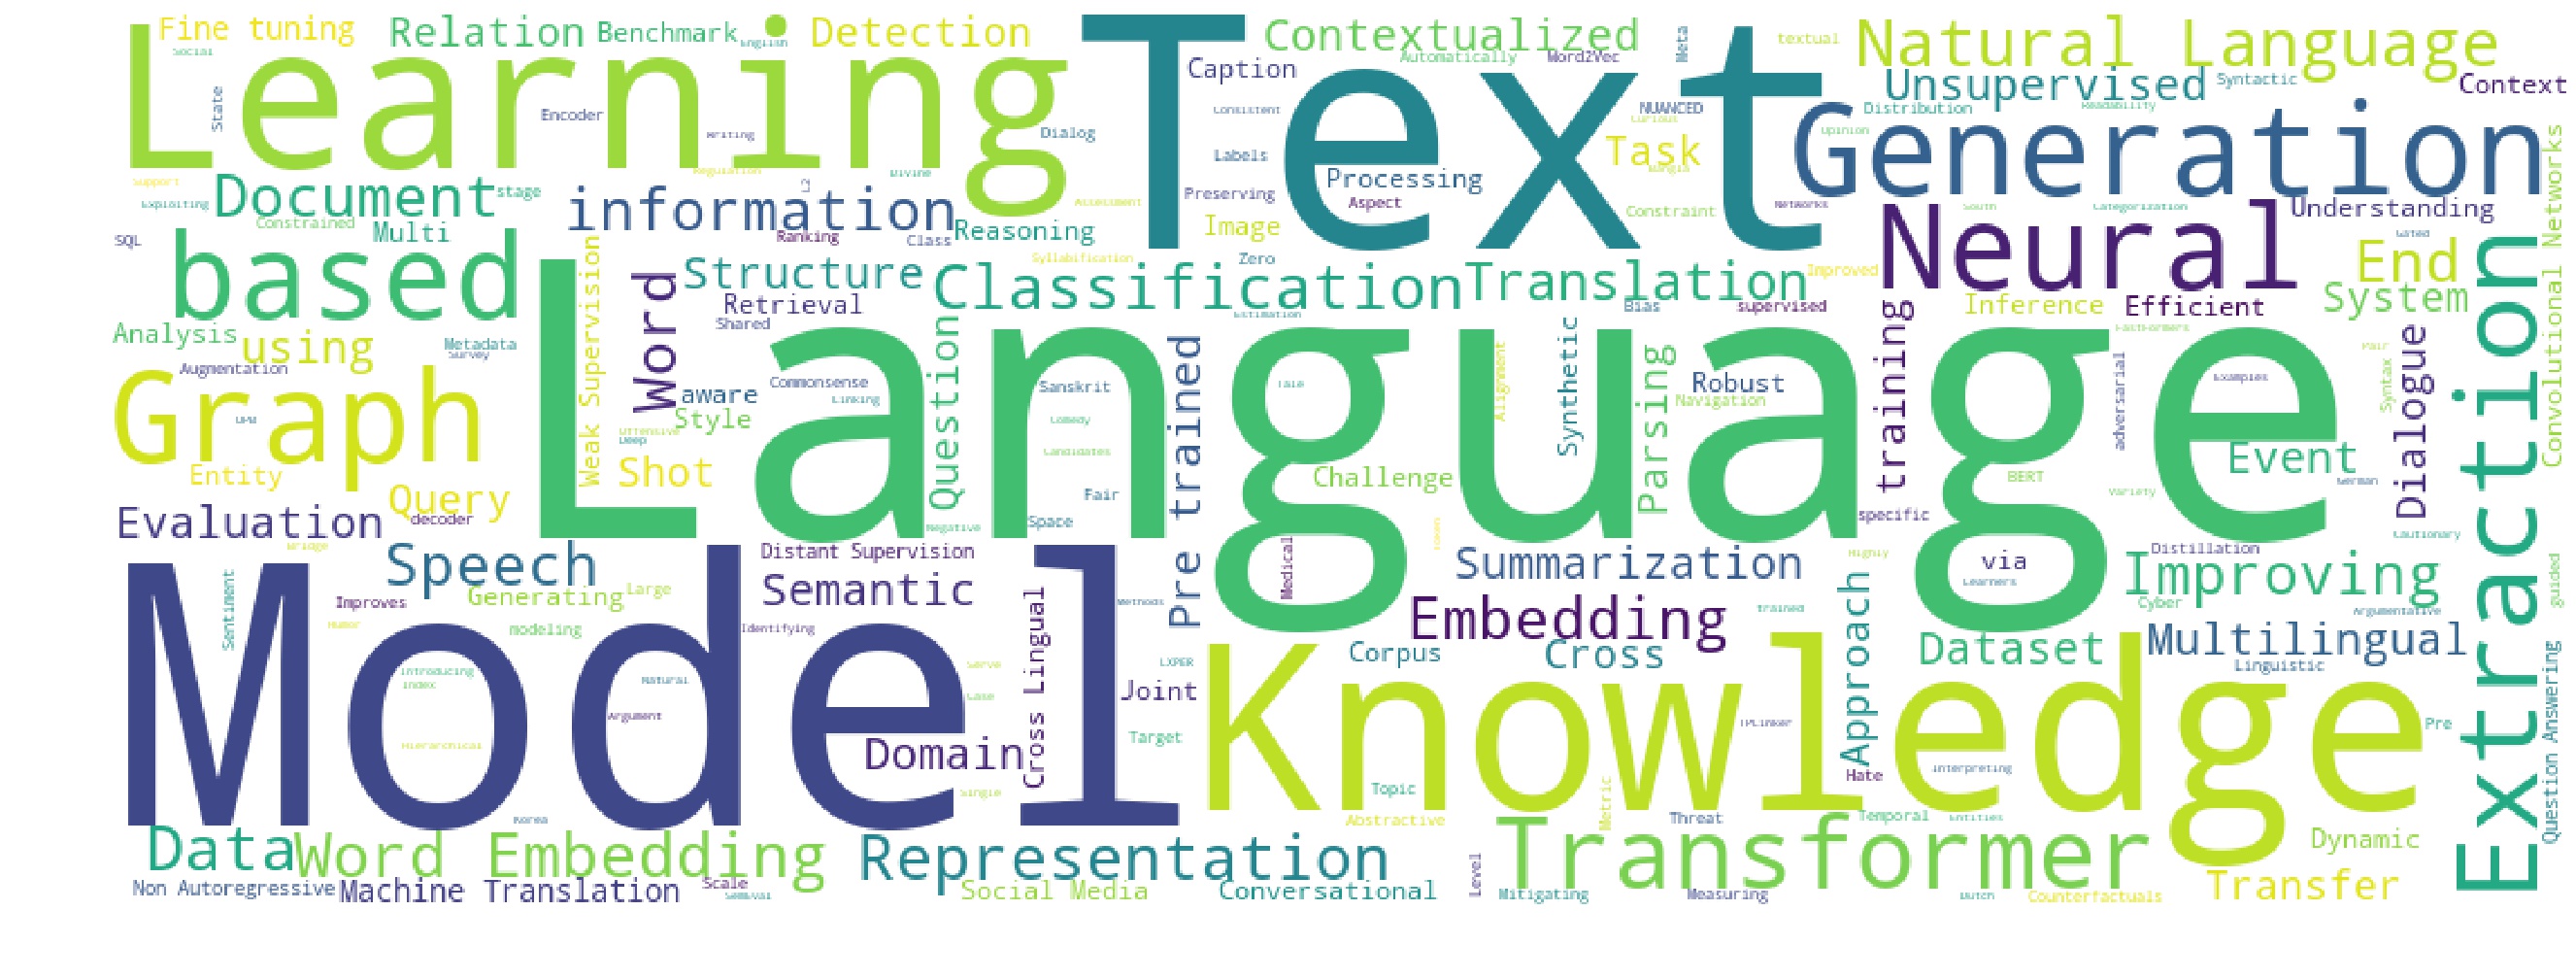 Fine tuning
Relation
Benchmark
English
Detection
Contextualized
Natural Language
Social
Learning
Text
Automatically
Word2Vec
Meta
textual
Caption
Unsupervised
Syntactic
Context
State
Encoder
Writing
Dialog
Consistent
NUANCED
Curious
Distribution
Readability
Generation
Opinion
Labels
Task
Processing
Support
Regulation
Divine
Document
stage
information
L2
Preserving
Aspect
Assessment
Constraint
Networks
South
Categorization
Understanding
Exploiting
Constrained
Multi
Ranking
Class
Reasoning
Image
Neural
Gated
Convolutional Networks
SQL
based
Weak Supervision
Word
Structure
Syllabification
Zero
Classification
Translation
Improved
End
System
Extraction
Retrieval
Shared
Estimation
Bias
supervised
Inference
Efficient
Analysis
using
Metadata
Survey
Language
FastFormers
Pair
Augmentation
Graph
aware
Commonsense
Linking
Question
Sanskrit
Tale
Pre trained
Alignment
Synthetic
Parsing
Robust
Navigation
training
adversarial
Examples
Syntax
Dialogue
Style
Offensive
Deep
Comedy
Candidates
Entity
Shot
Query
decoder
Fair
Space
Negative
Challenge
BERT
Event
German
Variety
Evaluation
Bridge
specific
Cautionary
Speech
Distant Supervision
Semantic
Medical
Summarization
Highly
via
Learners
Distillation
Improving
guided
Model
Sentiment
Improves
Humor
Generating
Large
modeling
Identifying
Methods
Cross Lingual
Embedding
trained
Approach
Cyber
Argumentative
Introducing
Index
Natural
Argument
Hierarchical
Serve
Case
LXPER
Joint
Corpus
Cross
Dataset
Multilingual
Linguistic
Knowledge
Target
TPLinker
Pre
Question Answering
Domain
Single
Hate
interpreting
Topic
Metric
Abstractive
Threat
Temporal
Entities
Korea
Data
Word Embedding
Representation
Transformer
Dynamic
Non Autoregressive
Machine Translation
Scale
SemEval
Social Media
Conversational
Level
Mitigating
Measuring
Dutch
Counterfactuals
Transfer